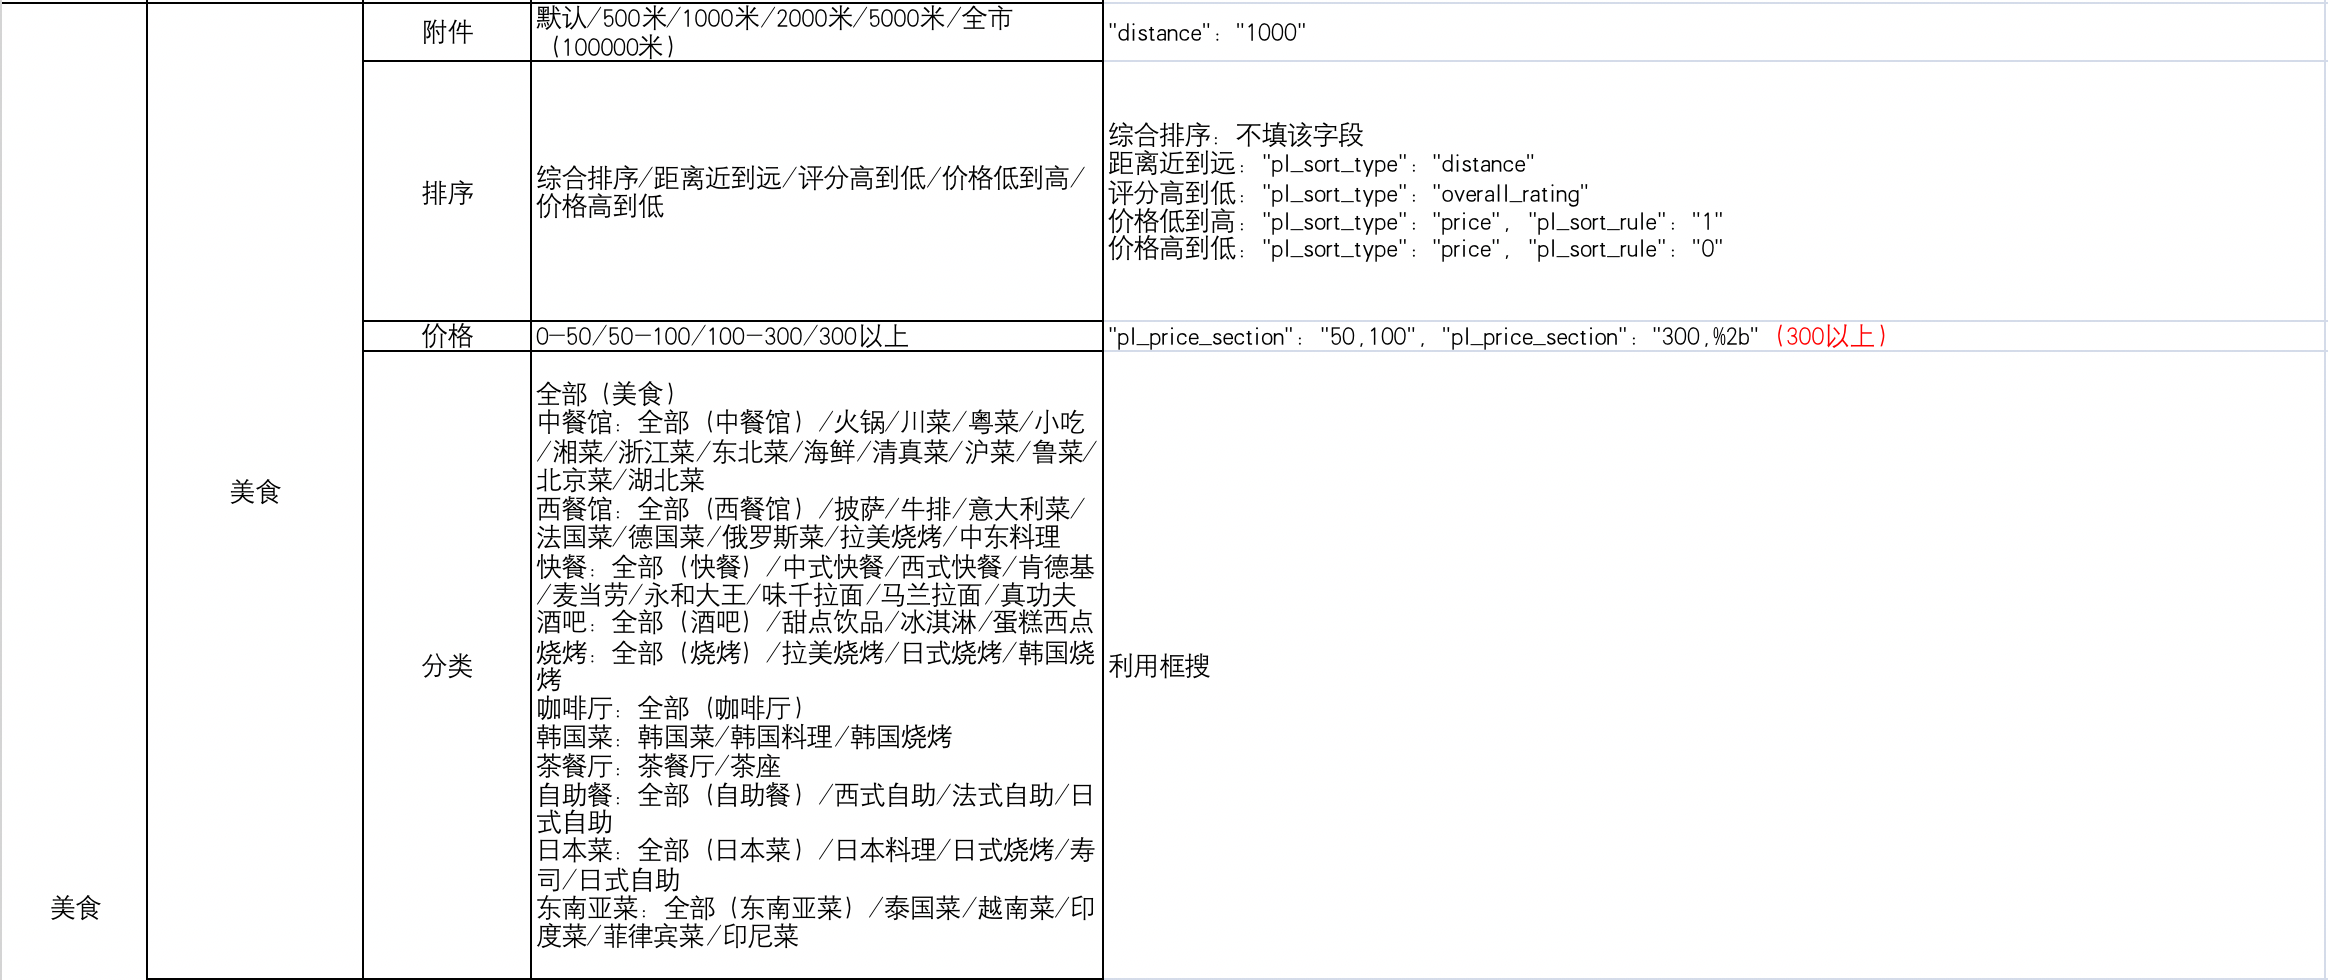 附件
默认/500米/1000米/2000米/5000米/全市
（100000米）
"distance"："1000"
排序
综合排序/距离近到远/评分高到低/价格低到高/
价格高到低
综合排序：不填该字段
距离近到远："pl_sort_type"："distance"
评分高到低："pl_sort_type"："overall_rating"
价格低到高："pl_sort_type"："price"，"pl_sort_rule"："1"
价格高到低："pl_sort_type"："price"，"pl_sort_rule"："0"
价格
0-50/50-100/100-300/300以上
"pl_price_section"："50,100"，"pl_price_section"："300,%2b"（300以上）
美食
分类
全部（美食）
中餐馆：全部（中餐馆）/火锅/川菜/粤菜/小吃
/湘菜/浙江菜/东北菜/海鲜/清真菜/沪菜/鲁菜/
北京菜/湖北菜
西餐馆：全部（西餐馆）/披萨/牛排/意大利菜/
法国菜/德国菜/俄罗斯菜/拉美烧烤/中东料理
快餐：全部（快餐）/中式快餐/西式快餐/肯德基
/麦当劳/永和大王/味千拉面/马兰拉面/真功夫
酒吧：全部（酒吧）/甜点饮品/冰淇淋/蛋糕西点
烧烤：全部（烧烤）/拉美烧烤/日式烧烤/韩国烧
烤
咖啡厅：全部（咖啡厅）
韩国菜：韩国菜/韩国料理/韩国烧烤
茶餐厅：茶餐厅/茶座
自助餐：全部（自助餐）/西式自助/法式自助/日
式自助
日本菜：全部（日本菜）/日本料理/日式烧烤/寿
司/日式自助
东南亚菜：全部（东南亚菜）/泰国菜/越南菜/印
度菜/菲律宾菜/印尼菜
利用框搜
美食